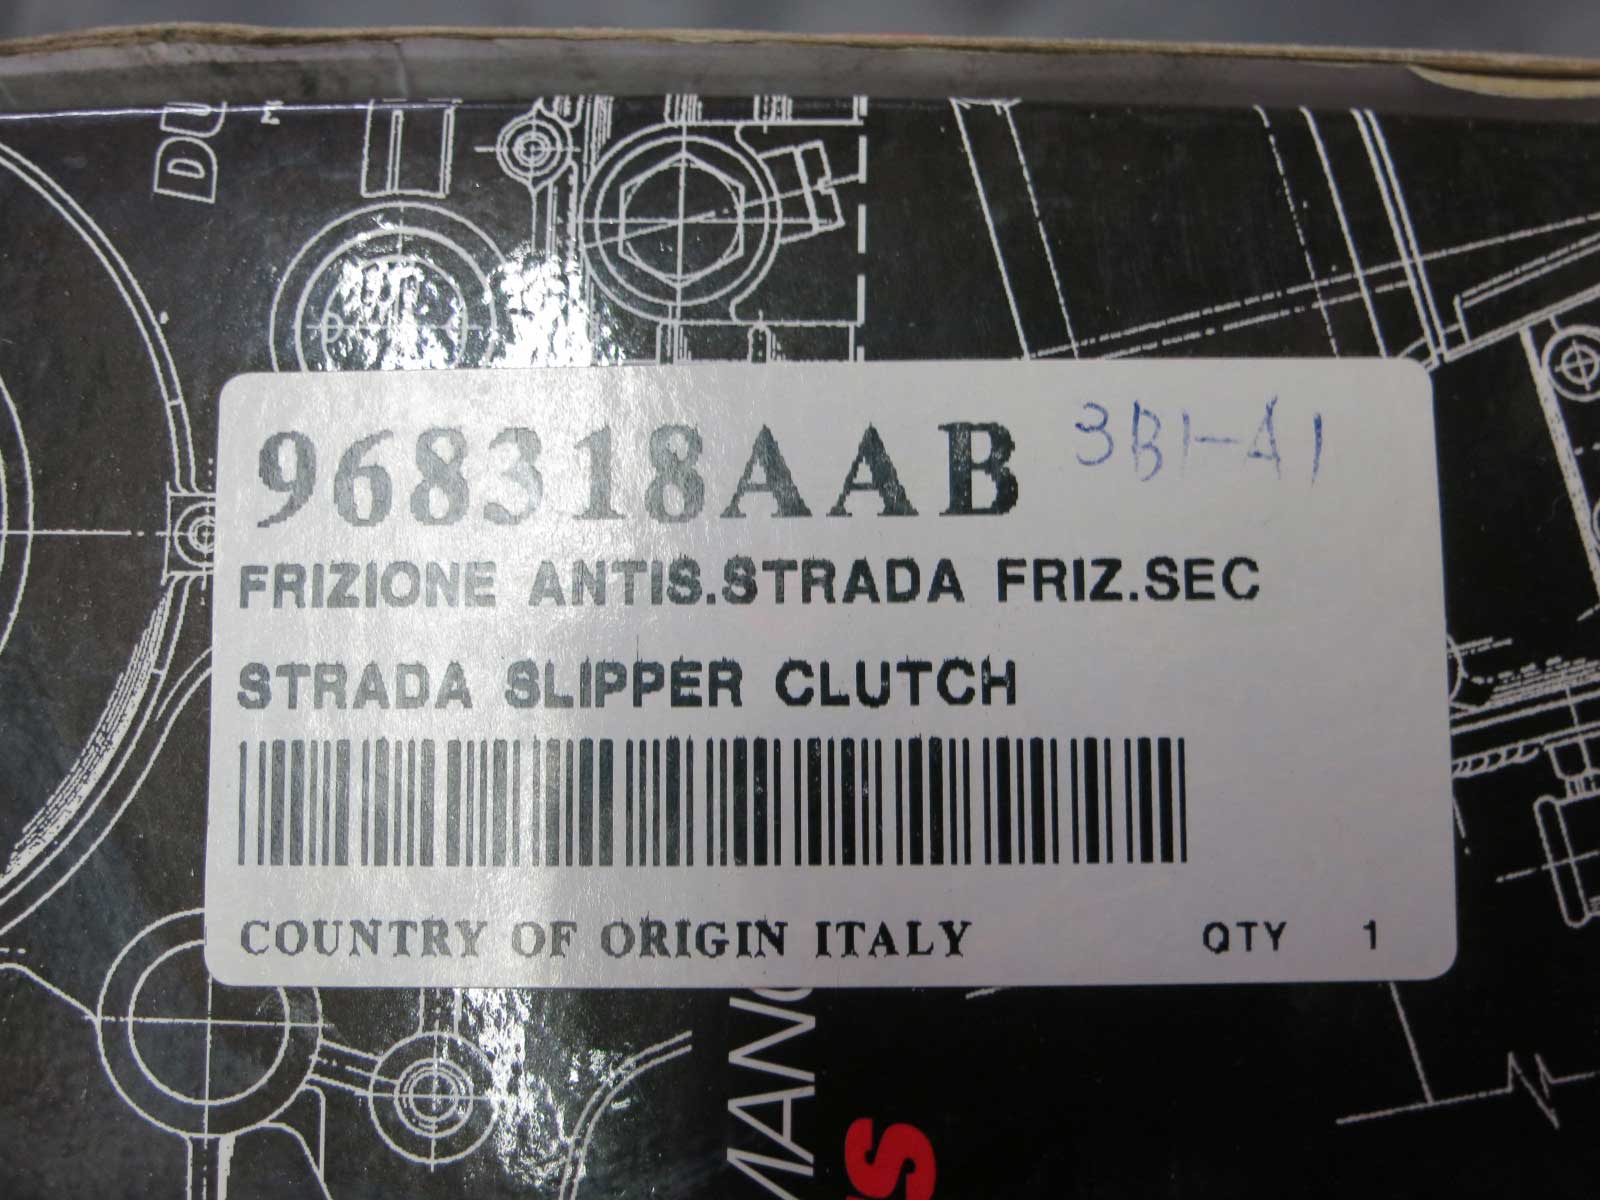 968318AAB 3B1-A1
FRIZIONE ANTIS.STRADA FRIZ.SEC
STRADA SLIPPER CLUTCH
COUNTRY OF ORIGIN ITALY QTY 1